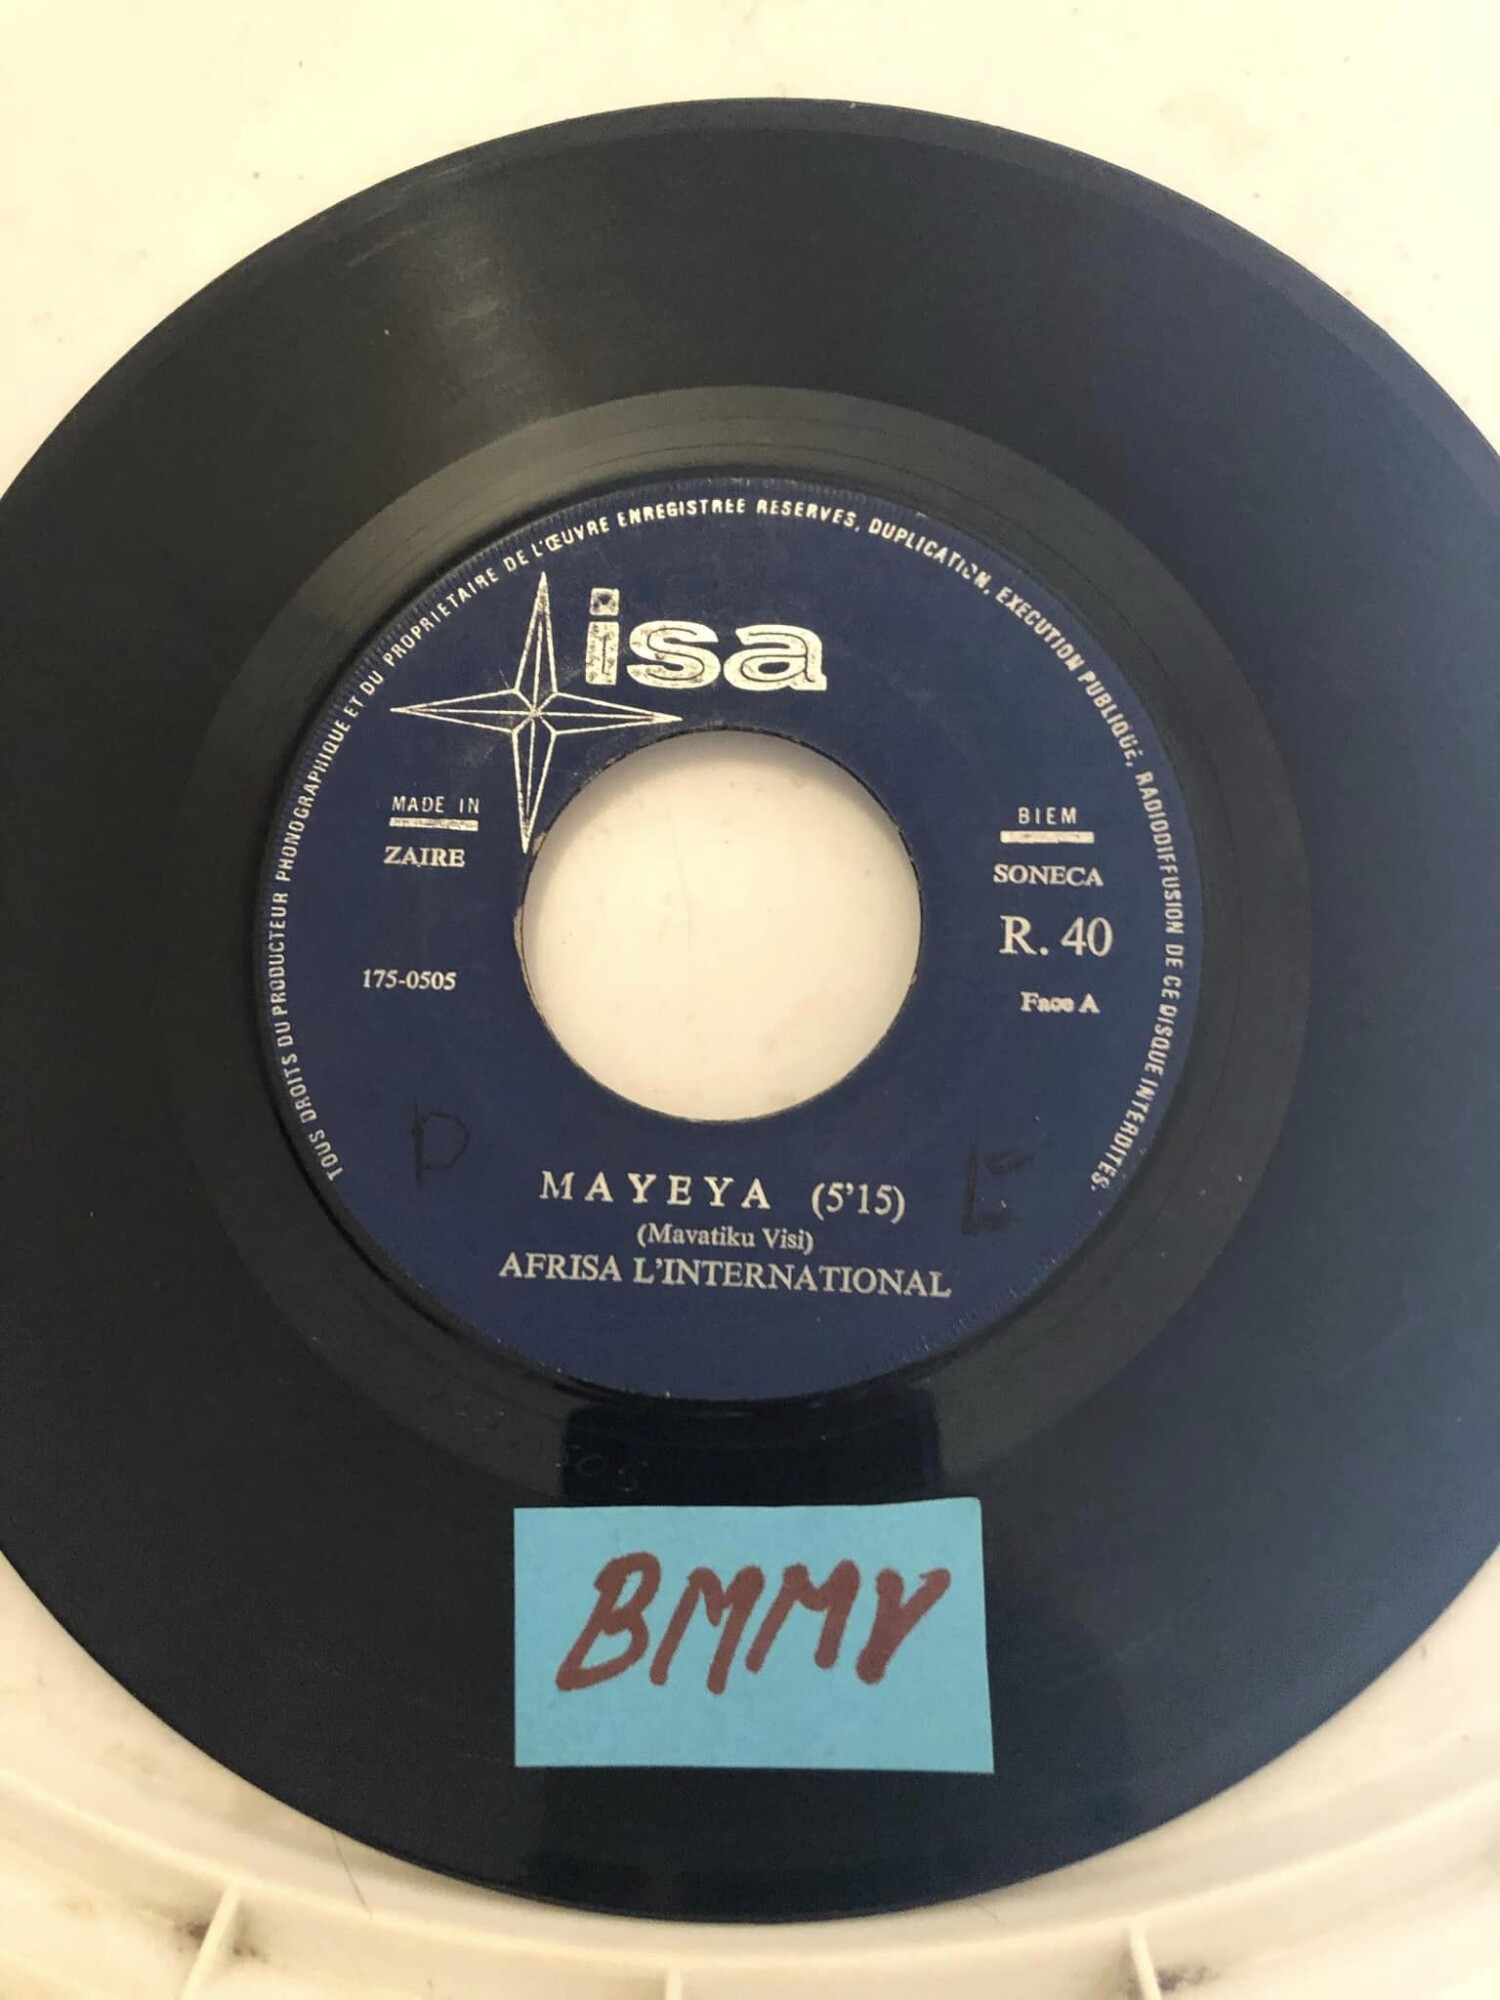 TOUS DROITS DU PRODUCTEUR PHONOGRAPHIQUE ET DU PROPRIETAIRE DE L'ŒUVRE ENREGISTREE RESERVES, DUPLICATION, EXECUTION PUBLIQUE, RADIODIFFUSION DE CE DISQUE INTERDITES.
isa
MADE IN
ZAIRE
175-0505
BIEM
SONECA
R. 40
Face A
D
E
MAYEYA (5'15)
(Mavatiku Visi)
AFRISA L'INTERNATIONAL
BMMV